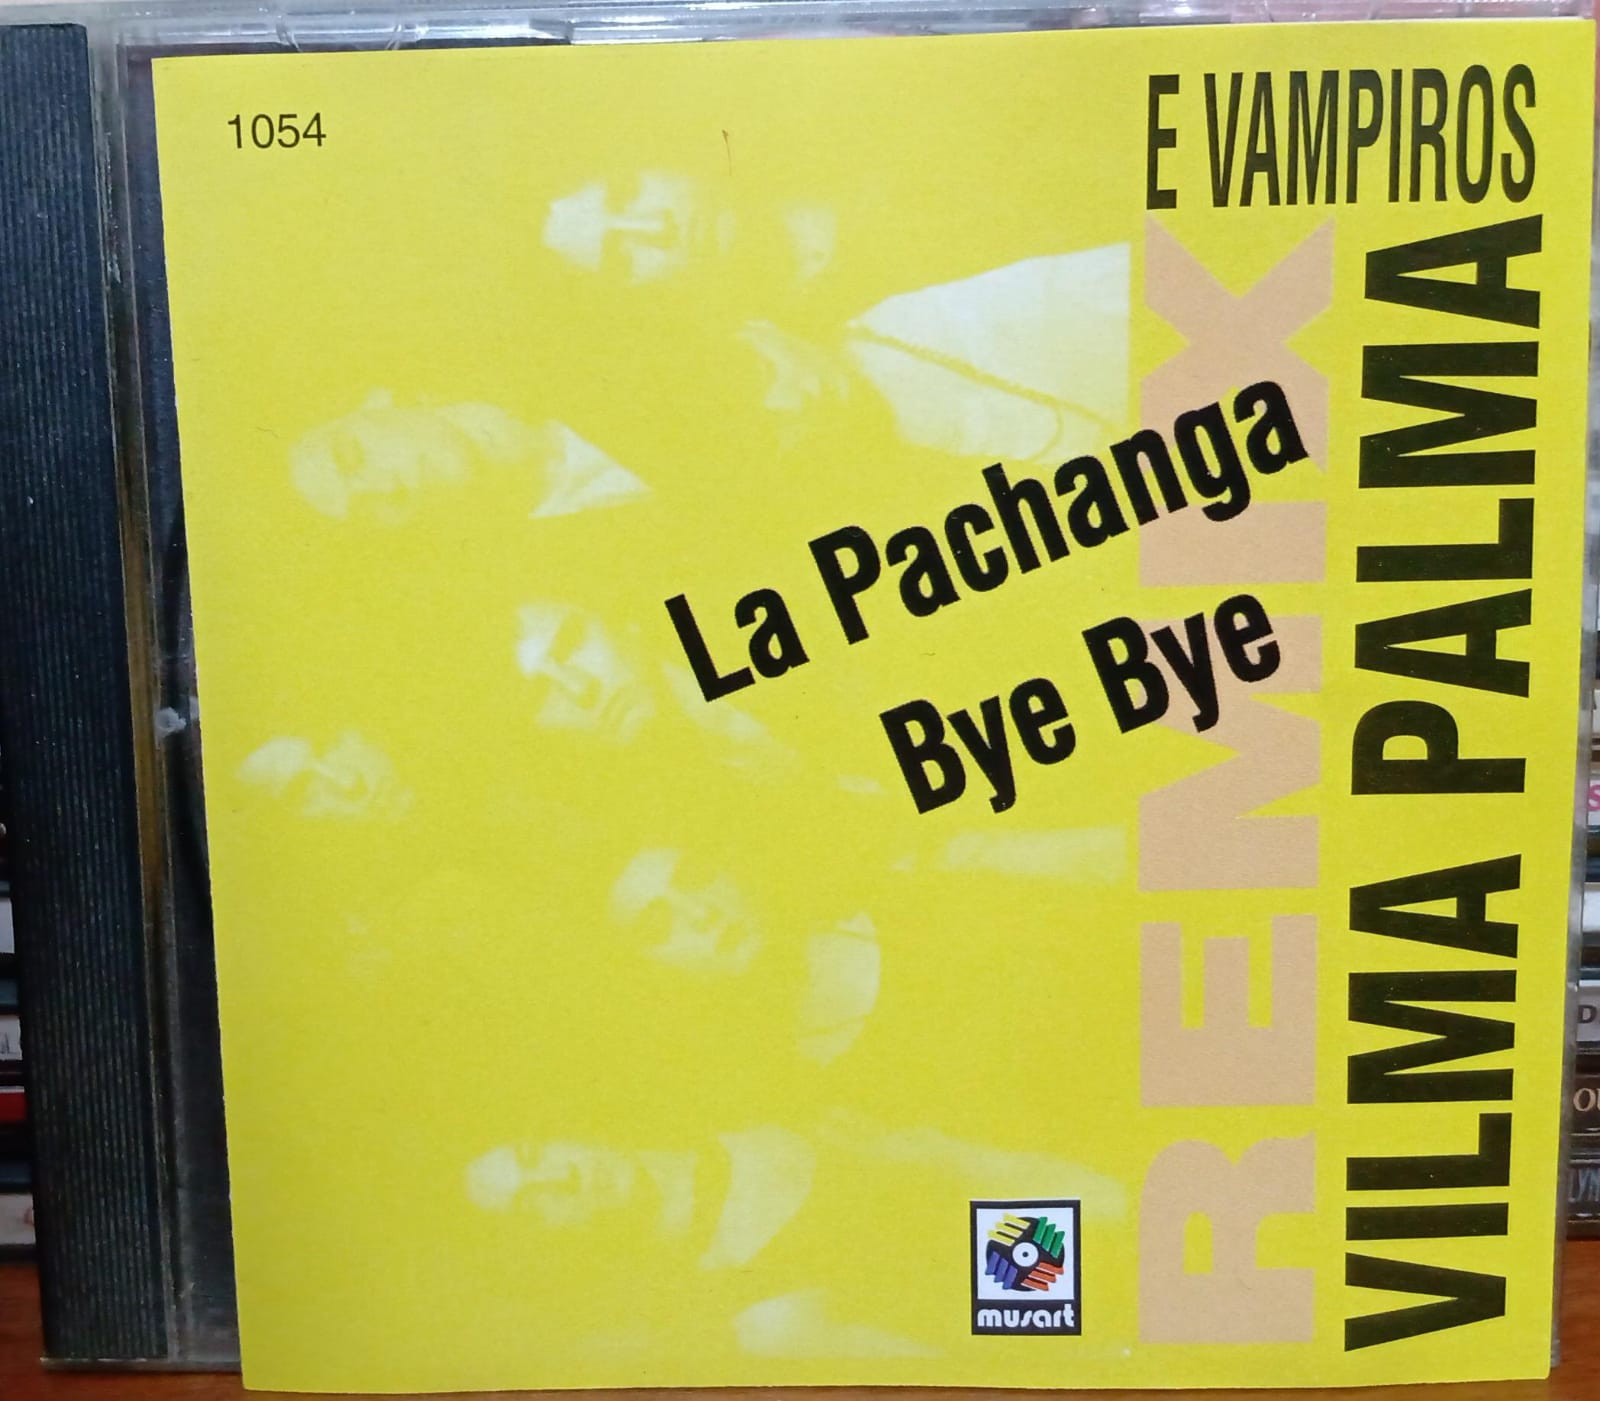 1054
E VAMPIROS
VILMA PALMA
REMIX
La Pachanga
Bye Bye
musart